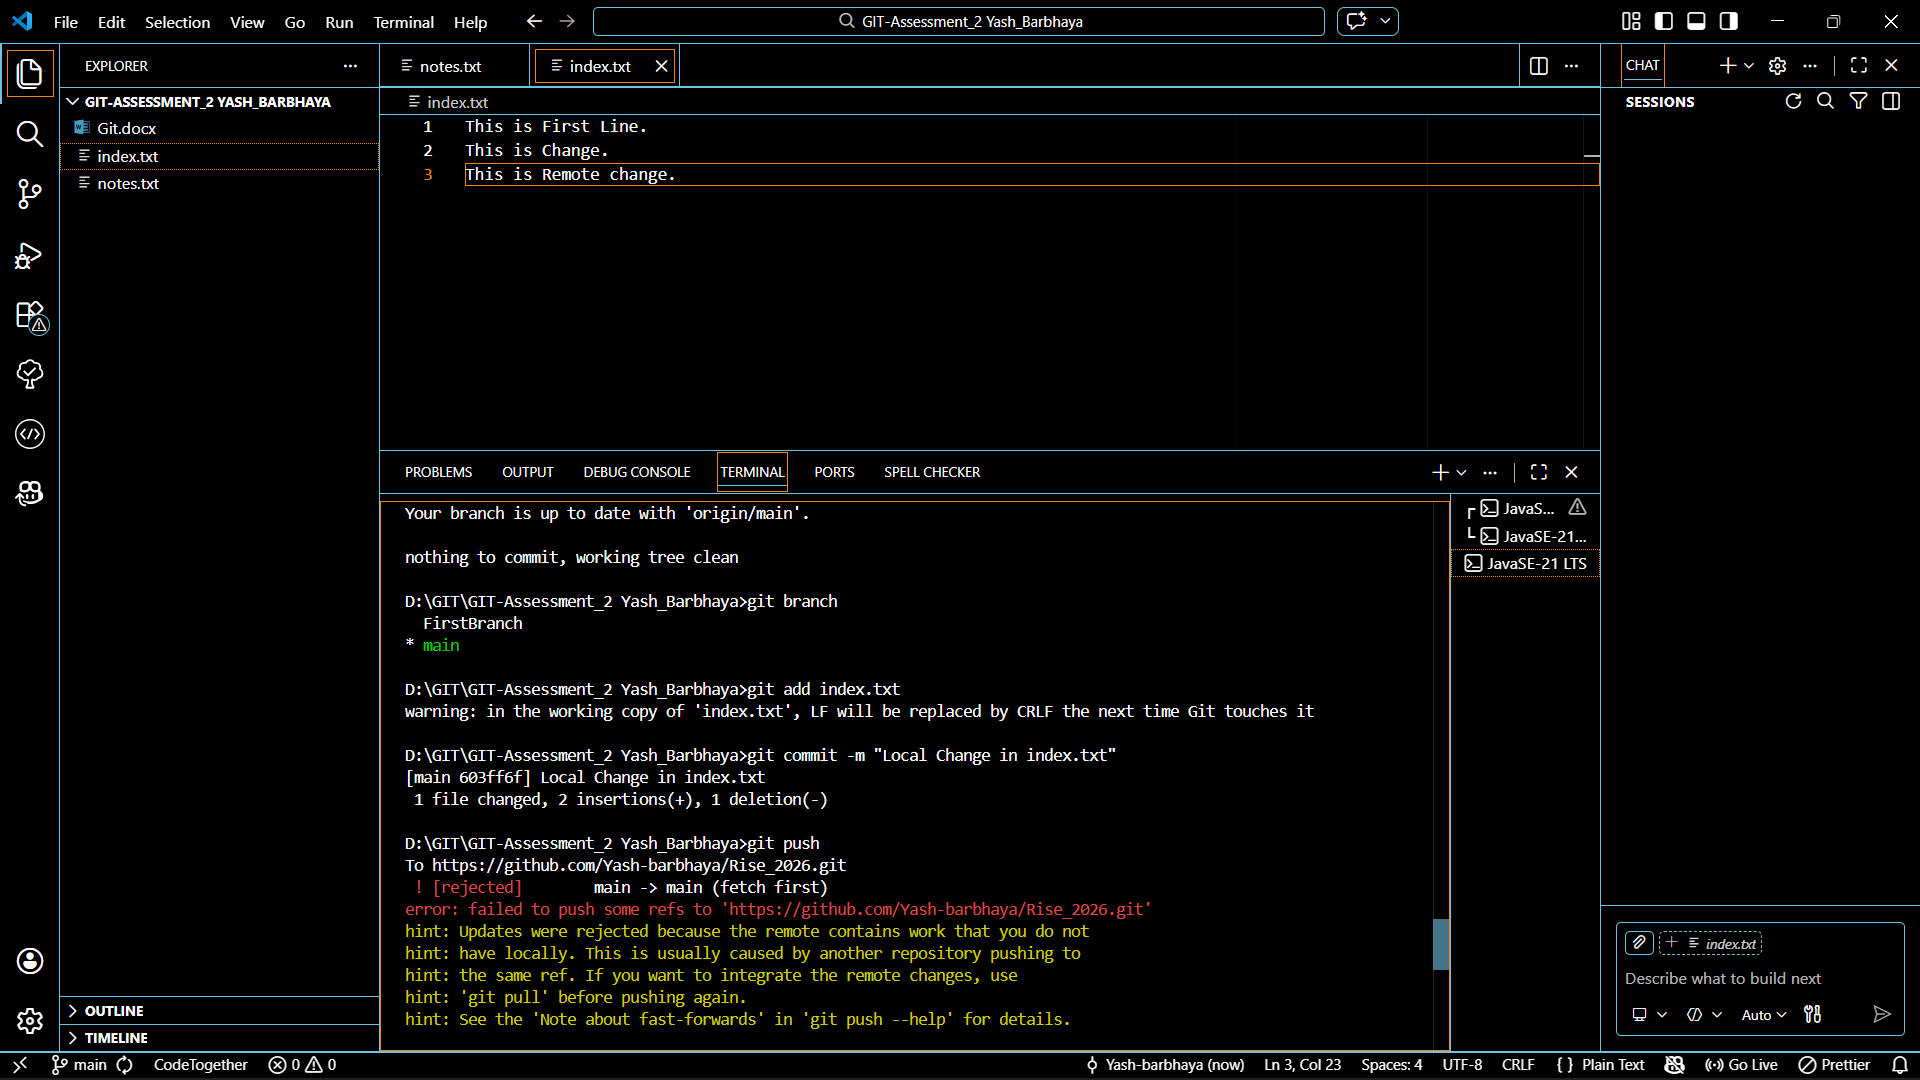 File Edit Selection View Go Run Terminal Help
GIT-Assessment_2 Yash_Barbhaya
EXPLORER
GIT-ASSESSMENT_2 YASH_BARBHAYA
Git.docx
index.txt
notes.txt
OUTLINE
TIMELINE
notes.txt
index.txt
index.txt
1 This is First Line.
2 This is Change.
3 This is Remote change.
PROBLEMS OUTPUT DEBUG CONSOLE TERMINAL PORTS SPELL CHECKER
Your branch is up to date with 'origin/main'.
nothing to commit, working tree clean
D:\GIT\GIT-Assessment_2 Yash_Barbhaya>git branch
FirstBranch
* main
D:\GIT\GIT-Assessment_2 Yash_Barbhaya>git add index.txt
warning: in the working copy of 'index.txt', LF will be replaced by CRLF the next time Git touches it
D:\GIT\GIT-Assessment_2 Yash_Barbhaya>git commit -m "Local Change in index.txt"
[main 603ff6f] Local Change in index.txt
1 file changed, 2 insertions(+), 1 deletion(-)
D:\GIT\GIT-Assessment_2 Yash_Barbhaya>git push
To https://github.com/Yash-barbhaya/Rise_2026.git
! [rejected] main -> main (fetch first)
error: failed to push some refs to 'https://github.com/Yash-barbhaya/Rise_2026.git'
hint: Updates were rejected because the remote contains work that you do not
hint: have locally. This is usually caused by another repository pushing to
hint: the same ref. If you want to integrate the remote changes, use
hint: 'git pull' before pushing again.
hint: See the 'Note about fast-forwards' in 'git push --help' for details.
JavaS...
JavaSE-21...
JavaSE-21 LTS
CHAT
SESSIONS
index.txt
Describe what to build next
Auto
main CodeTogether 0 0 Yash-barbhaya (now) Ln 3, Col 23 Spaces: 4 UTF-8 CRLF {} Plain Text Go Live Prettier